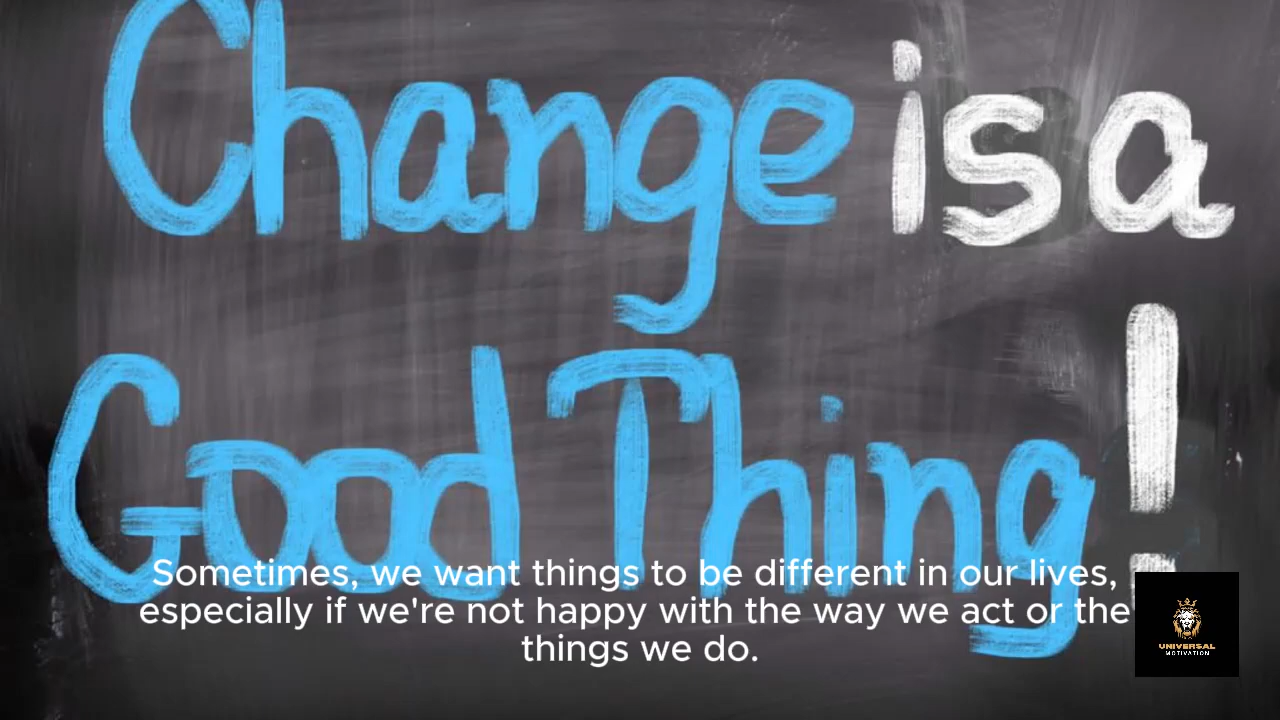 Change is a
Good Thing!
Sometimes, we want things to be different in our lives,
especially if we're not happy with the way we act or the
things we do.
UNIVERSAL
MOTIVATION